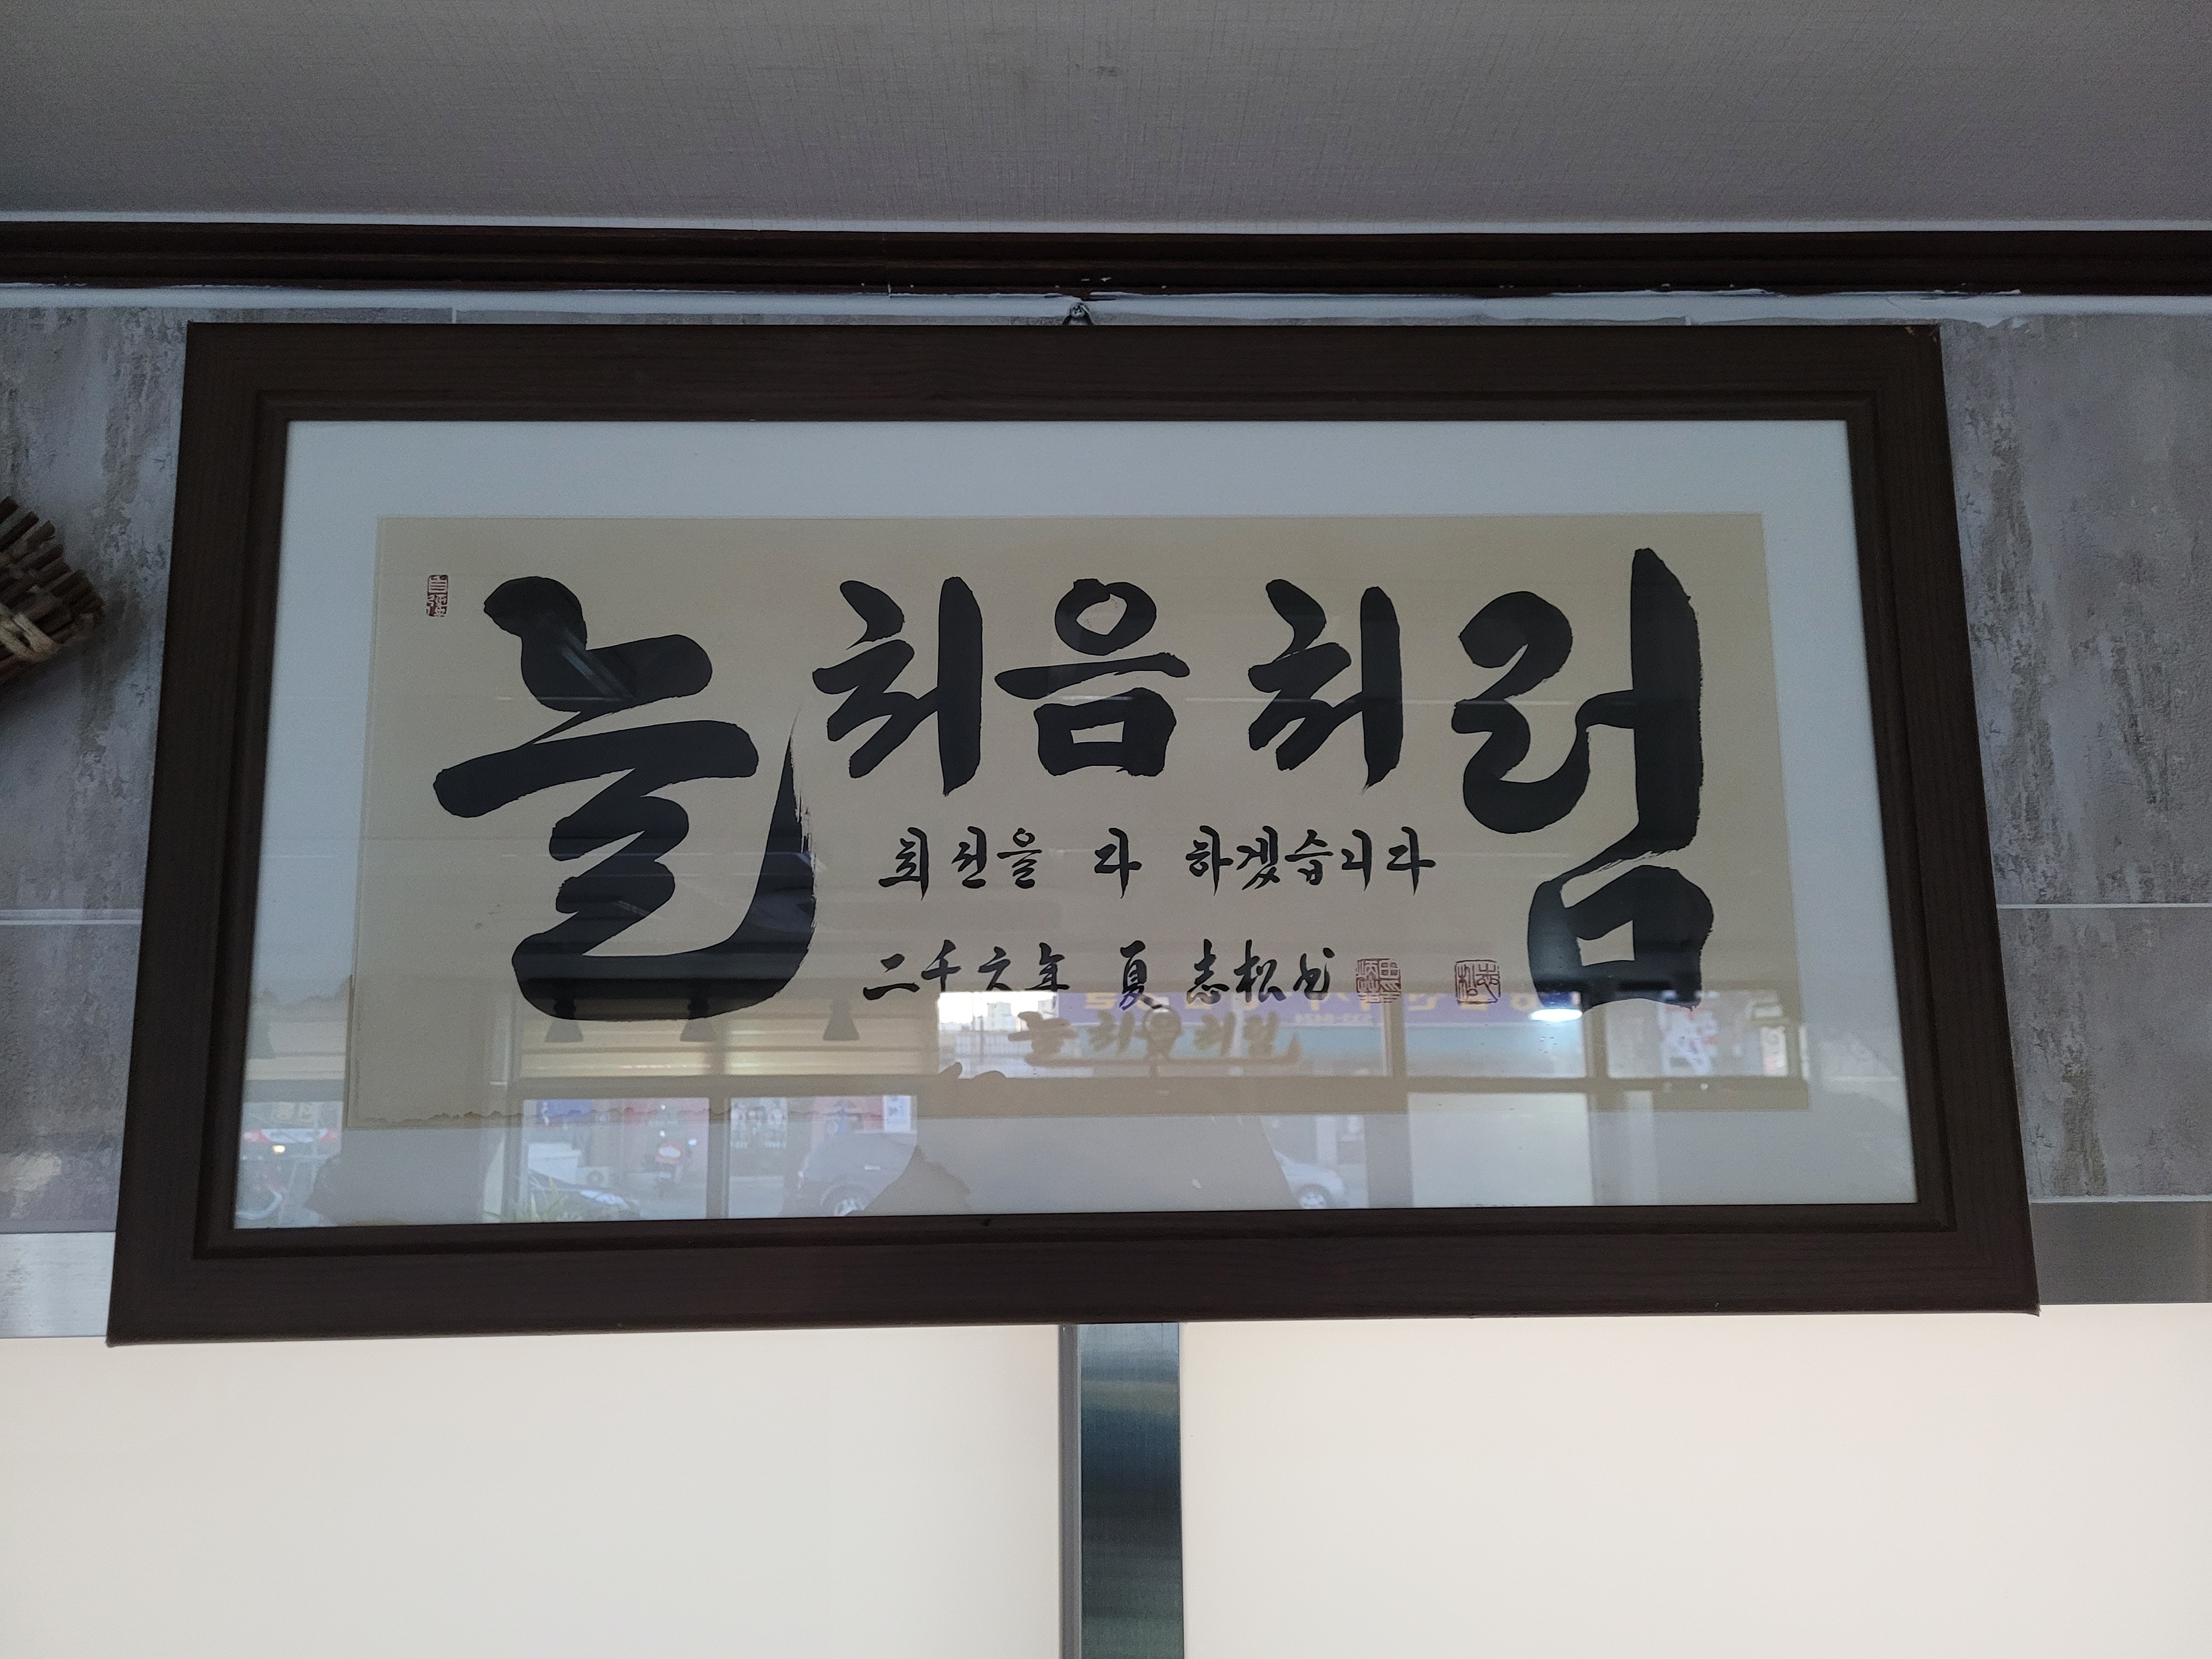 늘 처음처럼
최선을 다 하겠습니다
二千六年 夏 志松书